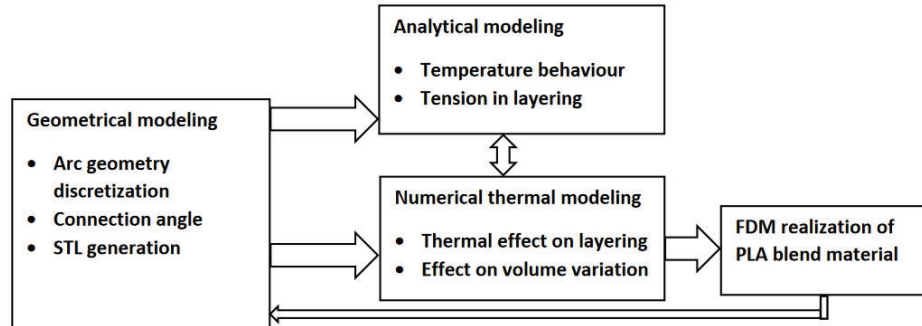 Analytical modeling
• Temperature behaviour
• Tension in layering
Geometrical modeling
• Arc geometry
discretization
• Connection angle
• STL generation
Numerical thermal modeling
• Thermal effect on layering
• Effect on volume variation
FDM realization of
PLA blend material